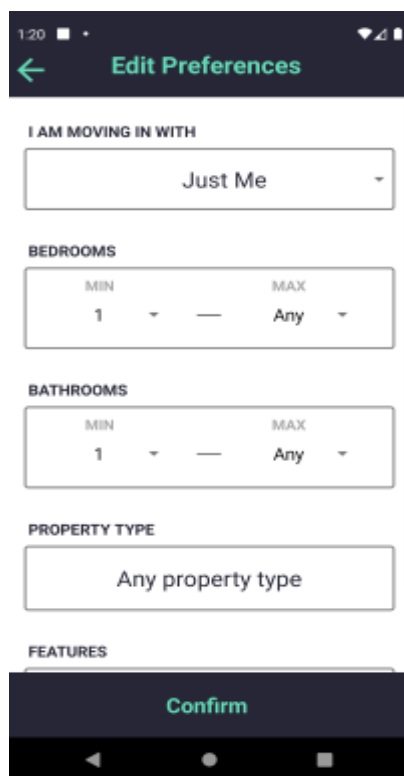 1:20
Edit Preferences
I AM MOVING IN WITH
Just Me
BEDROOMS
MIN MAX
1 — Any
BATHROOMS
MIN MAX
1 — Any
PROPERTY TYPE
Any property type
FEATURES
Confirm